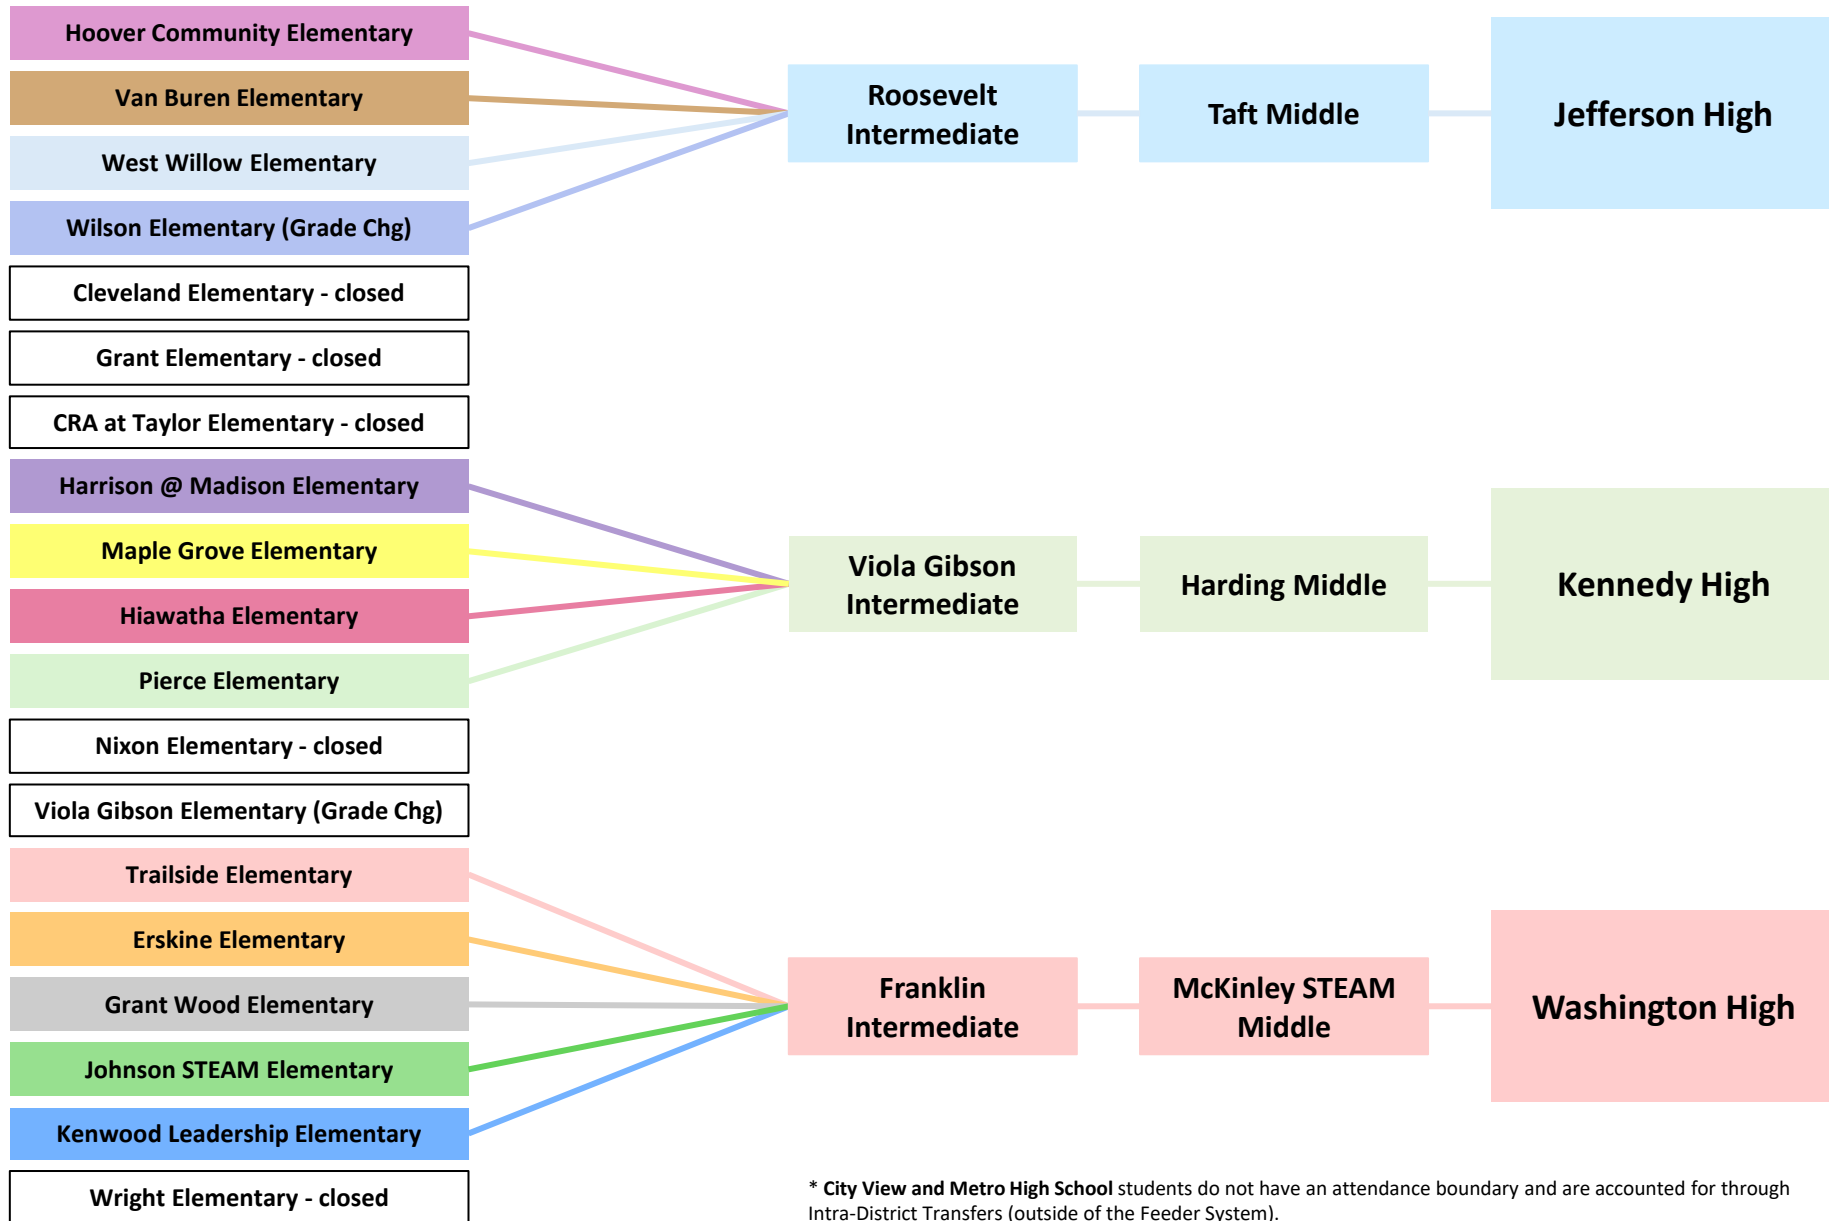 Hoover Community Elementary
Van Buren Elementary
West Willow Elementary
Wilson Elementary (Grade Chg)
Cleveland Elementary - closed
Grant Elementary - closed
CRA at Taylor Elementary - closed
Harrison @ Madison Elementary
Maple Grove Elementary
Hiawatha Elementary
Pierce Elementary
Nixon Elementary - closed
Viola Gibson Elementary (Grade Chg)
Trailside Elementary
Erskine Elementary
Grant Wood Elementary
Johnson STEAM Elementary
Kenwood Leadership Elementary
Wright Elementary - closed
Roosevelt
Intermediate
Taft Middle
Jefferson High
Viola Gibson
Intermediate
Harding Middle
Kennedy High
Franklin
Intermediate
McKinley STEAM
Middle
Washington High
* City View and Metro High School students do not have an attendance boundary and are accounted for through
Intra-District Transfers (outside of the Feeder System).